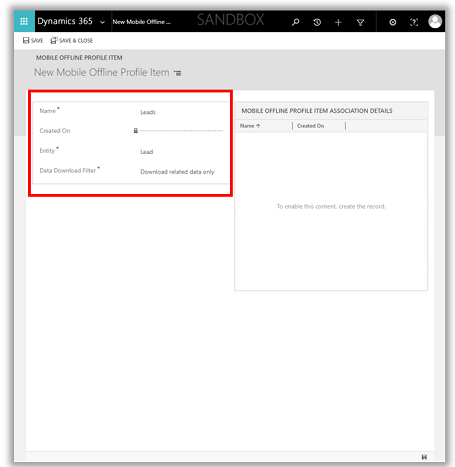 Dynamics 365 New Mobile Offline ... SANDBOX
SAVE SAVE & CLOSE
MOBILE OFFLINE PROFILE ITEM
New Mobile Offline Profile Item
Name * Leads
Created On
Entity * Lead
Data Download Filter * Download related data only
MOBILE OFFLINE PROFILE ITEM ASSOCIATION DETAILS
Name ↑ Created On
To enable this content, create the record.